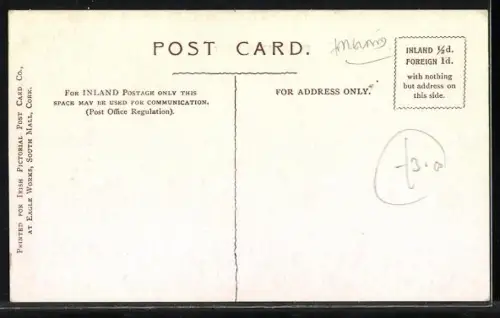 POST CARD.
INLAND ½d.
FOREIGN 1d.
with nothing
but address on
this side.
For INLAND Postage only this
space may be used for communication.
(Post Office Regulation).
FOR ADDRESS ONLY.
Printed for Irish Pictorial Post Card Co.,
at Eagle Works, South Mall, Cork.